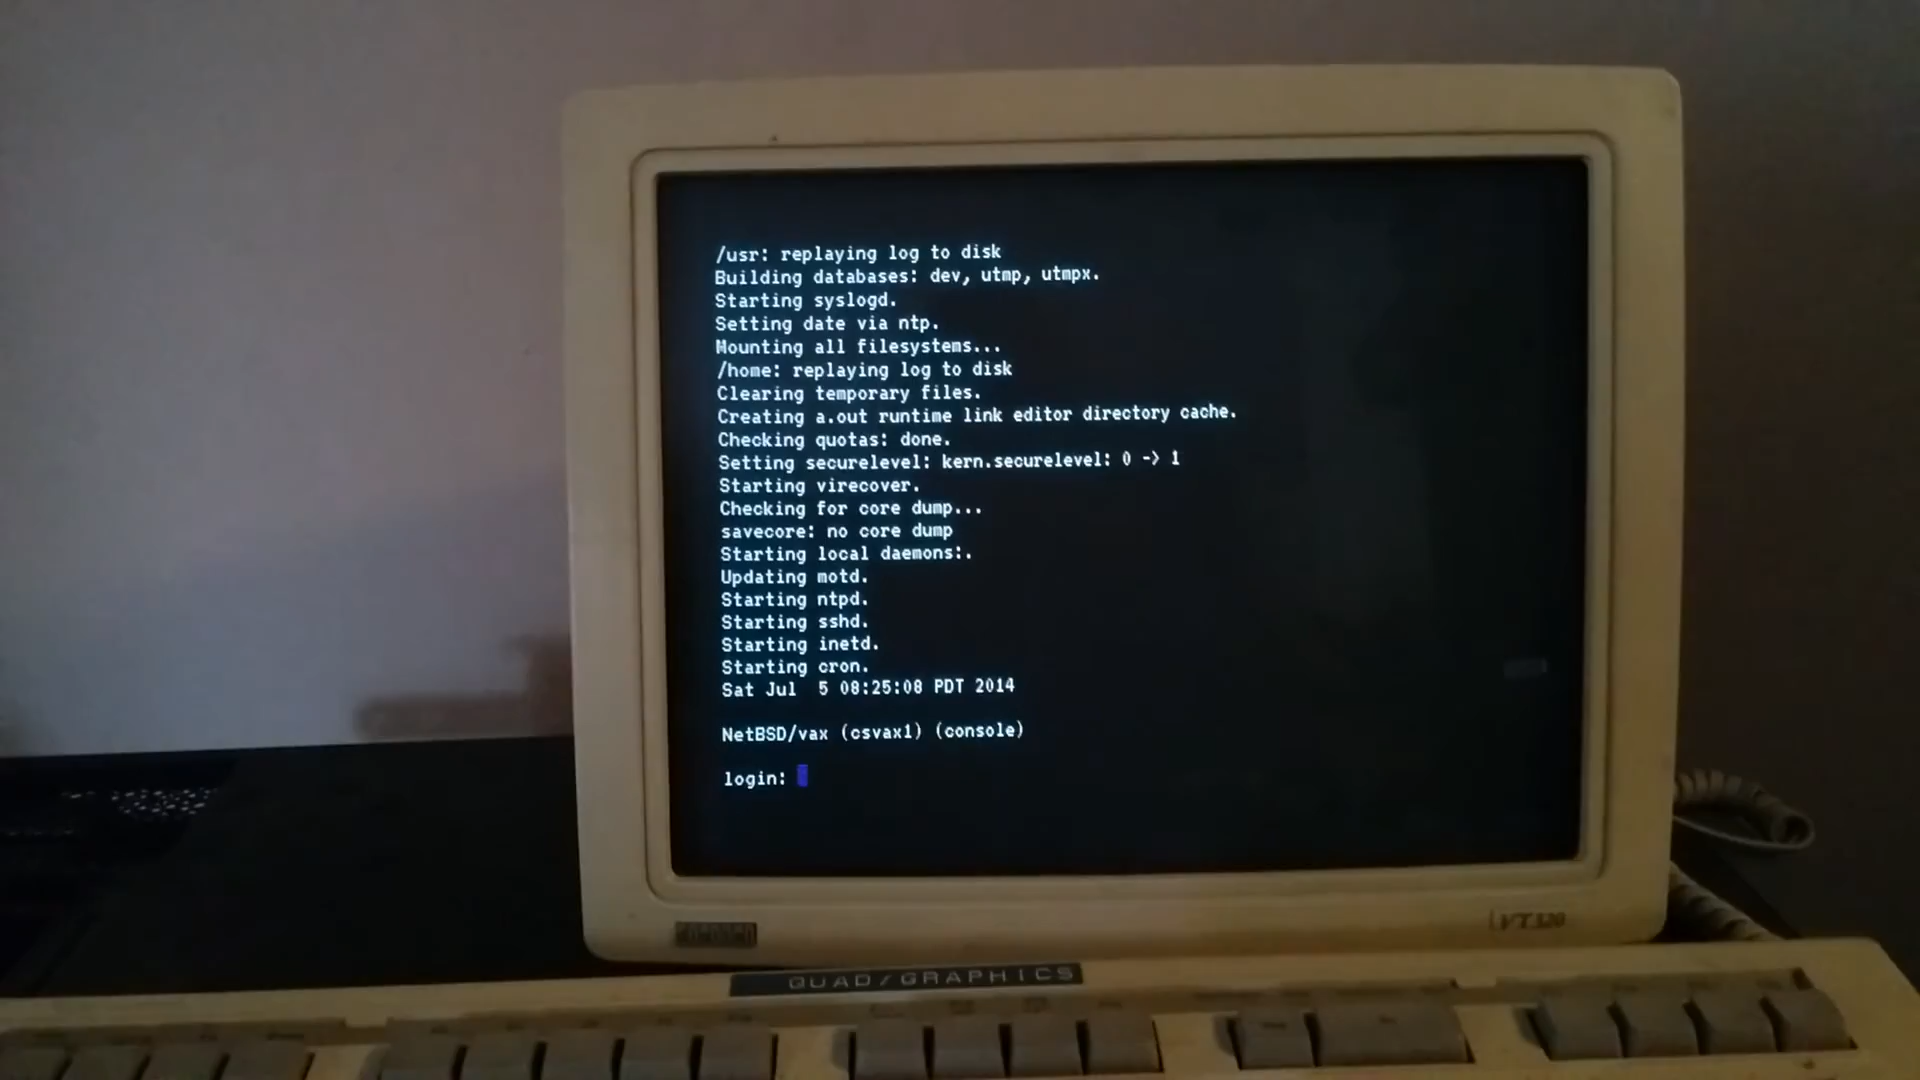 /usr: replaying log to disk
Building databases: dev, utmp, utmpx.
Starting syslogd.
Setting date via ntp.
Mounting all filesystems...
/home: replaying log to disk
Clearing temporary files.
Creating a.out runtime link editor directory cache.
Checking quotas: done.
Setting securelevel: kern.securelevel: 0 -> 1
Starting virecover.
Checking for core dump...
savecore: no core dump
Starting local daemons:.
Updating motd.
Starting ntpd.
Starting sshd.
Starting inetd.
Starting cron.
Sat Jul  5 08:25:08 PDT 2014
NetBSD/vax (csvax1) (console)
login:
VT320
QUAD/GRAPHICS